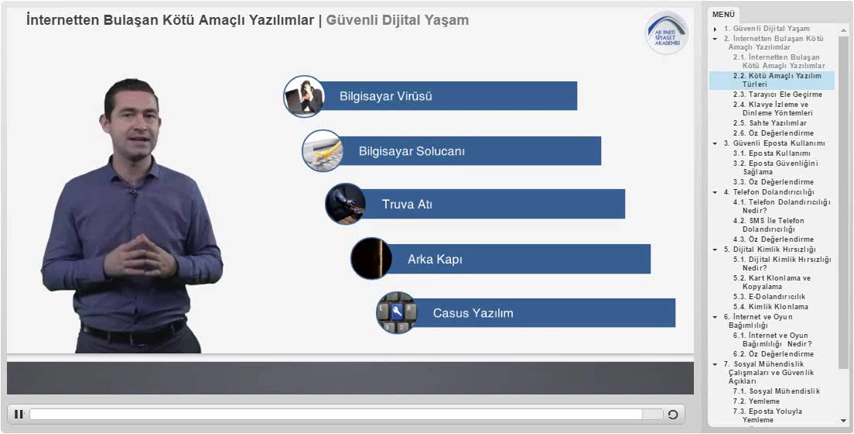 İnternetten Bulaşan Kötü Amaçlı Yazılımlar | Güvenli Dijital Yaşam
AK PARTİ
SİYASET
AKADEMİSİ
Bilgisayar Virüsü
Bilgisayar Solucanı
Truva Atı
Arka Kapı
Casus Yazılım
MENÜ
1. Güvenli Dijital Yaşam
2. İnternetten Bulaşan Kötü
Amaçlı Yazılımlar
2.1. İnternetten Bulaşan
Kötü Amaçlı Yazılımlar
2.2. Kötü Amaçlı Yazılım
Türleri
2.3. Tarayıcı Ele Geçirme
2.4. Klavye İzleme ve
Dinleme Yöntemleri
2.5. Sahte Yazılımlar
2.6. Öz Değerlendirme
3. Güvenli Eposta Kullanımı
3.1. Eposta Kullanımı
3.2. Eposta Güvenliğini
Sağlama
3.3. Öz Değerlendirme
4. Telefon Dolandırıcılığı
4.1. Telefon Dolandırıcılığı
Nedir?
4.2. SMS İle Telefon
Dolandırıcılığı
4.3. Öz Değerlendirme
5. Dijital Kimlik Hırsızlığı
5.1. Dijital Kimlik Hırsızlığı
Nedir?
5.2. Kart Klonlama ve
Kopyalama
5.3. E-Dolandırıcılık
5.4. Kimlik Klonlama
6. İnternet ve Oyun
Bağımlılığı
6.1. İnternet ve Oyun
Bağımlılığı Nedir?
6.2. Öz Değerlendirme
7. Sosyal Mühendislik
Çalışmaları ve Güvenlik
Açıkları
7.1. Sosyal Mühendislik
7.2. Yemleme
7.3. Eposta Yoluyla
Yemleme